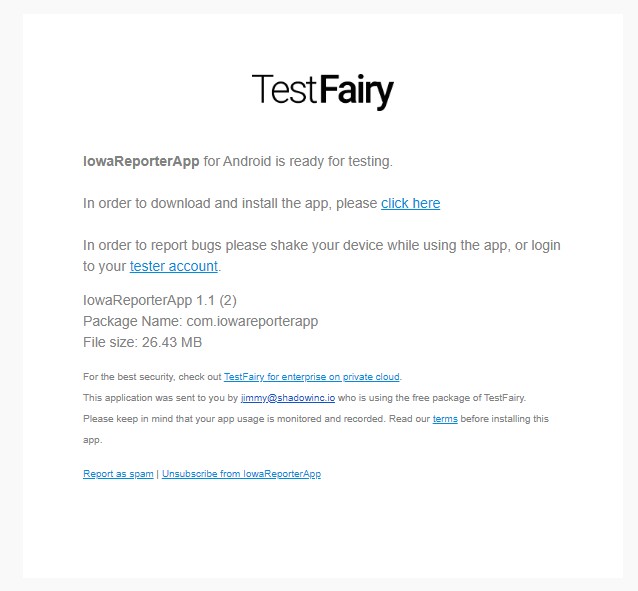 TestFairy
IowaReporterApp for Android is ready for testing.
In order to download and install the app, please click here
In order to report bugs please shake your device while using the app, or login
to your tester account.
IowaReporterApp 1.1 (2)
Package Name: com.iowareporterapp
File size: 26.43 MB
For the best security, check out TestFairy for enterprise on private cloud.
This application was sent to you by jimmy@shadowinc.io who is using the free package of TestFairy.
Please keep in mind that your app usage is monitored and recorded. Read our terms before installing this
app.
Report as spam | Unsubscribe from IowaReporterApp